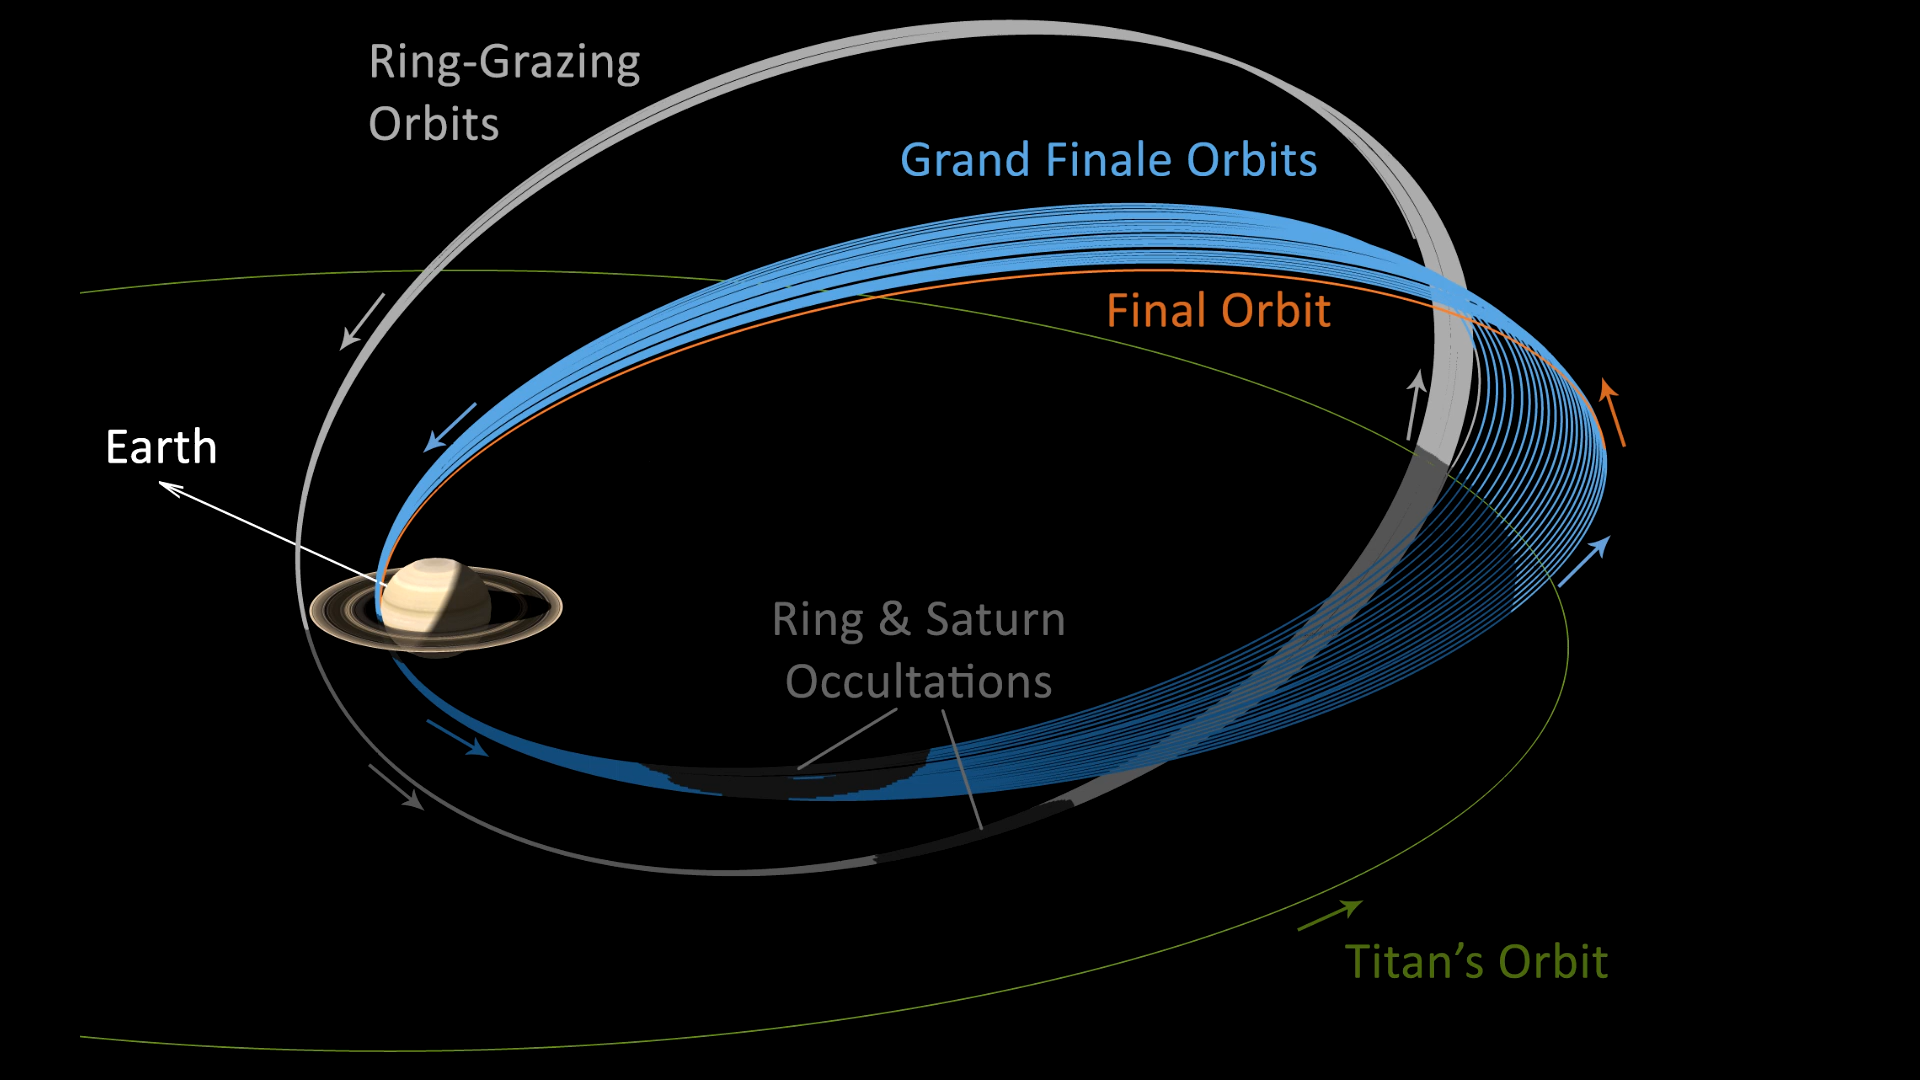 Ring-Grazing
Orbits
Grand Finale Orbits
Final Orbit
Earth
Ring & Saturn
Occultations
Titan’s Orbit